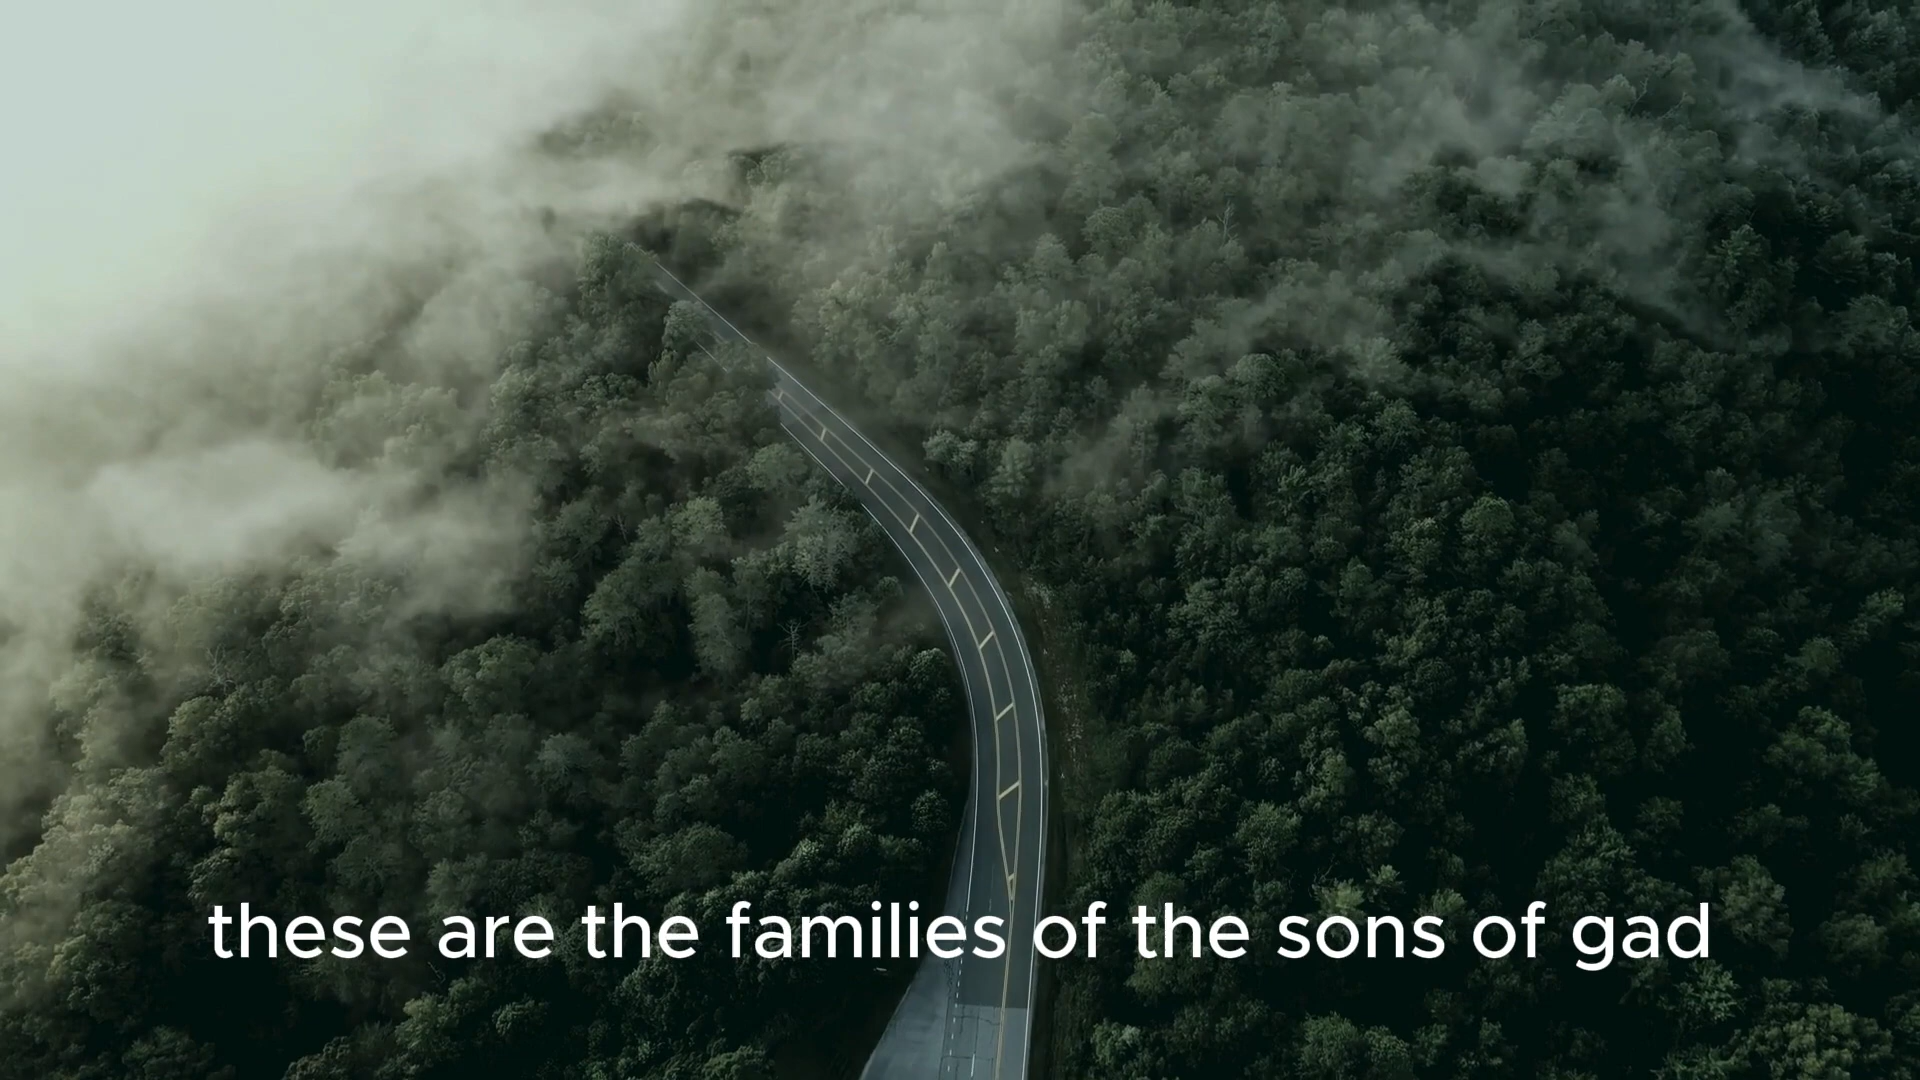 these are the families of the sons of gad